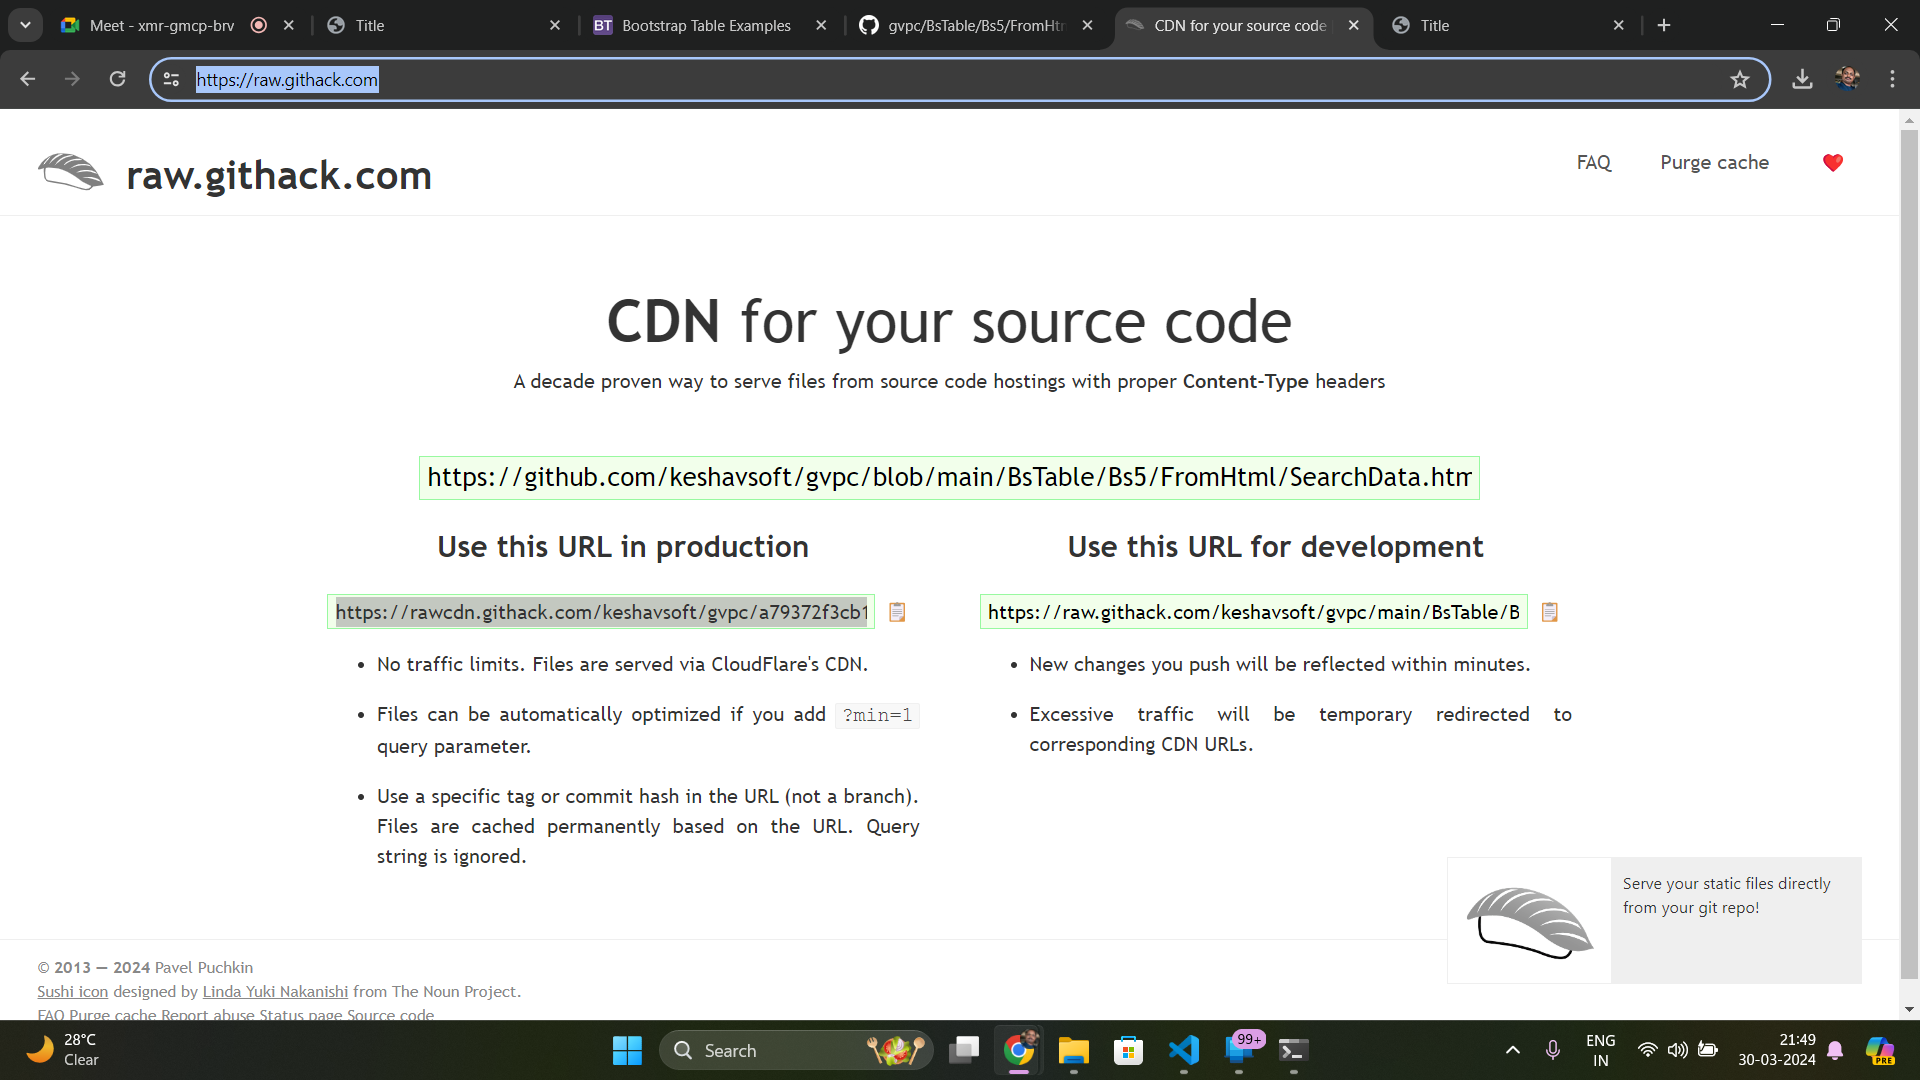 Meet - xmr-gmcp-brv
Title
BT Bootstrap Table Examples
gvpc/BsTable/Bs5/FromHtm
CDN for your source code
Title
https://raw.githack.com
raw.githack.com
FAQ
Purge cache
CDN for your source code
A decade proven way to serve files from source code hostings with proper Content-Type headers
https://github.com/keshavsoft/gvpc/blob/main/BsTable/Bs5/FromHtml/SearchData.htm
Use this URL in production
https://rawcdn.githack.com/keshavsoft/gvpc/a79372f3cb1
• No traffic limits. Files are served via CloudFlare's CDN.
• Files can be automatically optimized if you add ?min=1
query parameter.
• Use a specific tag or commit hash in the URL (not a branch).
Files are cached permanently based on the URL. Query
string is ignored.
Use this URL for development
https://raw.githack.com/keshavsoft/gvpc/main/BsTable/B
• New changes you push will be reflected within minutes.
• Excessive traffic will be temporary redirected to
corresponding CDN URLs.
Serve your static files directly
from your git repo!
© 2013 — 2024 Pavel Puchkin
Sushi icon designed by Linda Yuki Nakanishi from The Noun Project.
FAQ Purge cache Report abuse Status page Source code
28°C
Clear
Search
99+
ENG
IN
21:49
30-03-2024
PRE